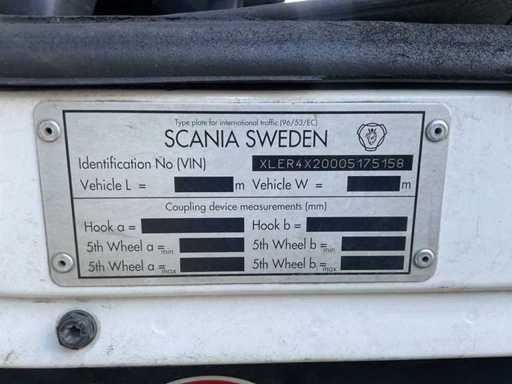 Type plate for international traffic (96/53/EC)
SCANIA SWEDEN
Identification No (VIN) XLER4X20005175158
Vehicle L = m Vehicle W = m
Coupling device measurements (mm)
Hook a = Hook b =
5th Wheel a min = 5th Wheel b min =
5th Wheel a max = 5th Wheel b max =